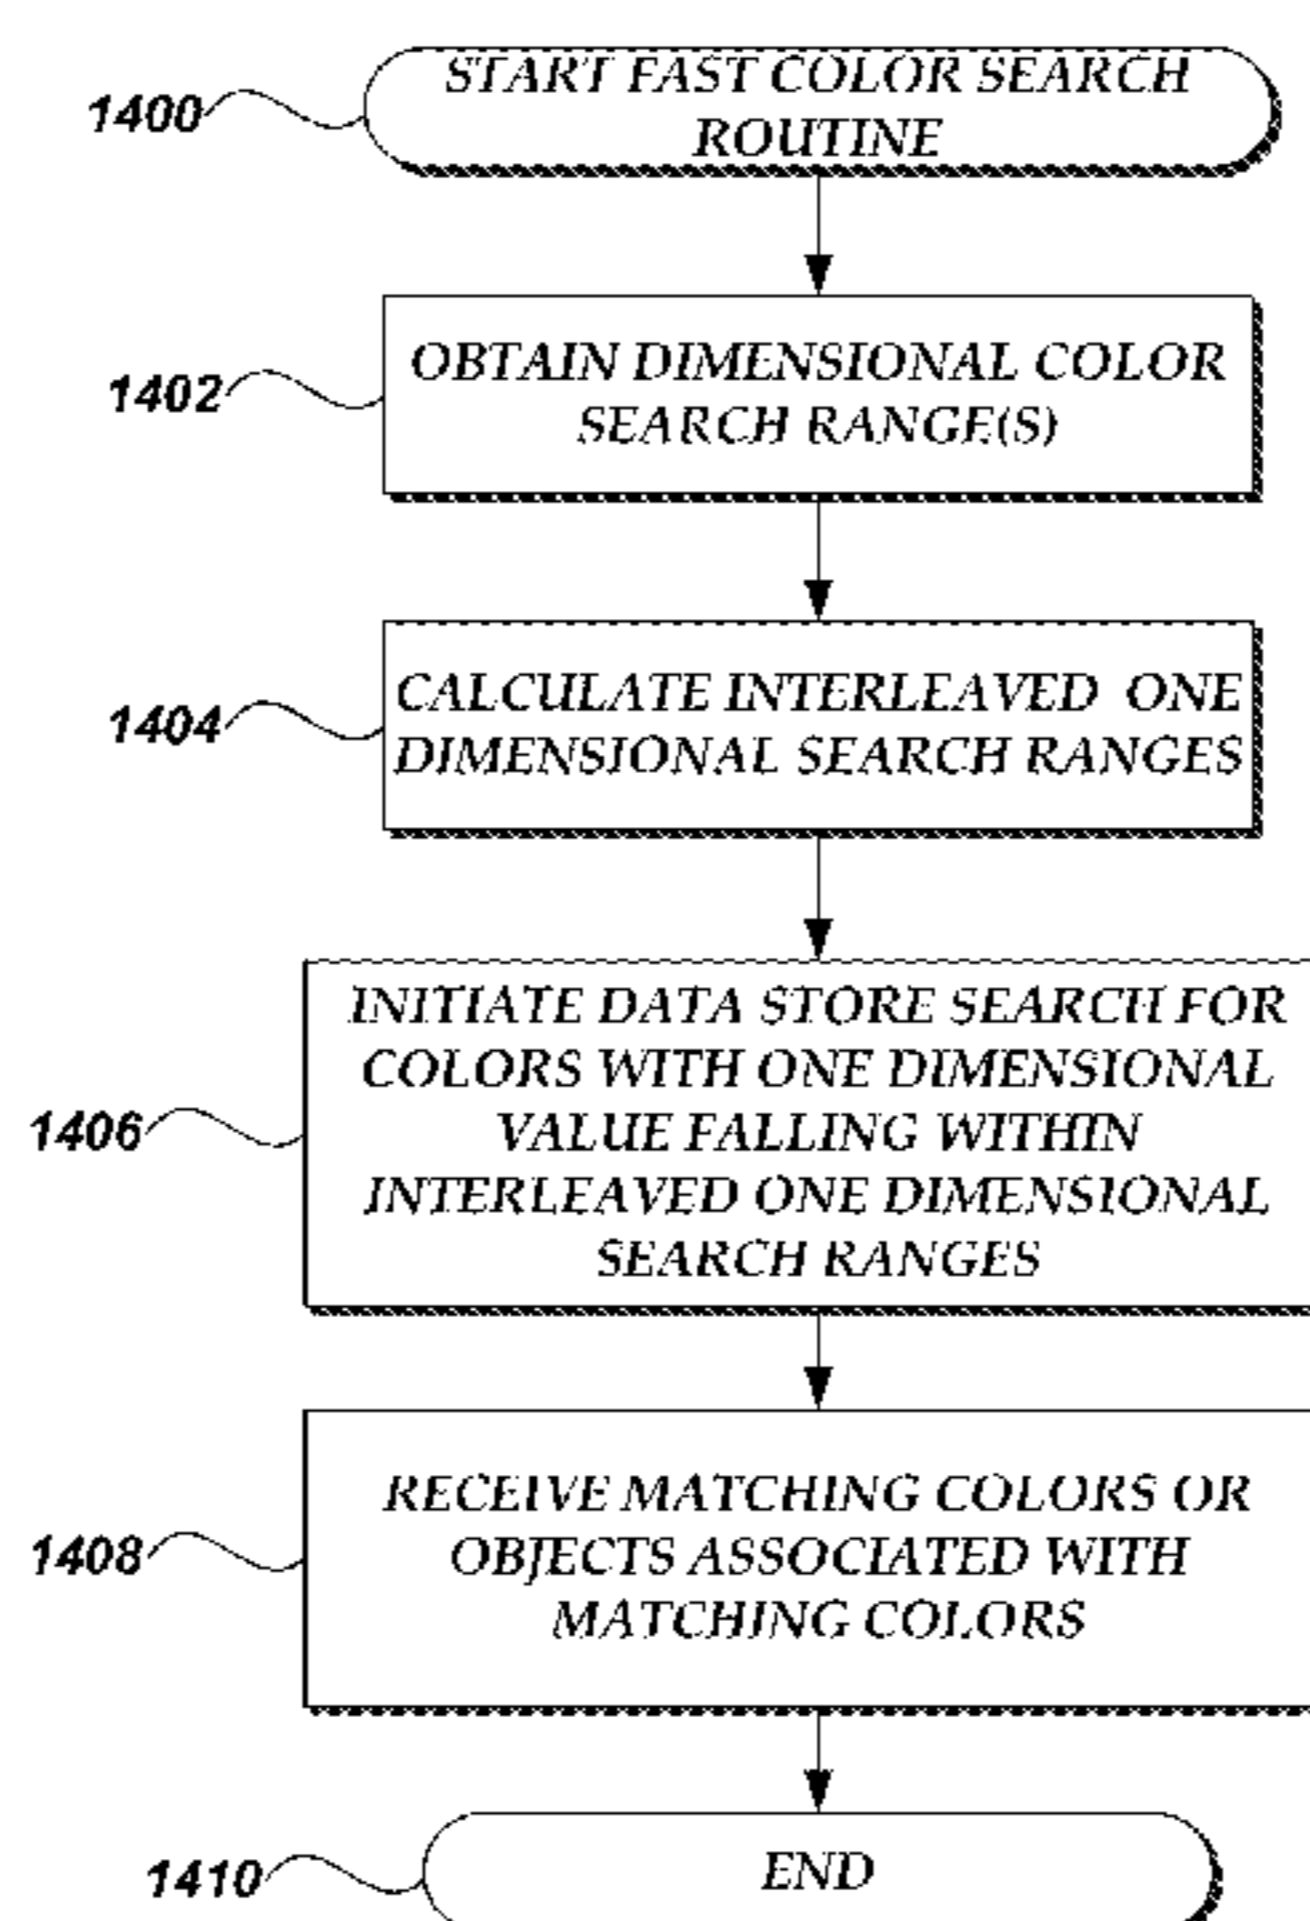 START FAST COLOR SEARCH
ROUTINE
1400
OBTAIN DIMENSIONAL COLOR
SEARCH RANGE(S)
1402
CALCULATE INTERLEAVED ONE
DIMENSIONAL SEARCH RANGES
1404
INITIATE DATA STORE SEARCH FOR
COLORS WITH ONE DIMENSIONAL
VALUE FALLING WITHIN
INTERLEAVED ONE DIMENSIONAL
SEARCH RANGES
1406
RECEIVE MATCHING COLORS OR
OBJECTS ASSOCIATED WITH
MATCHING COLORS
1408
END
1410